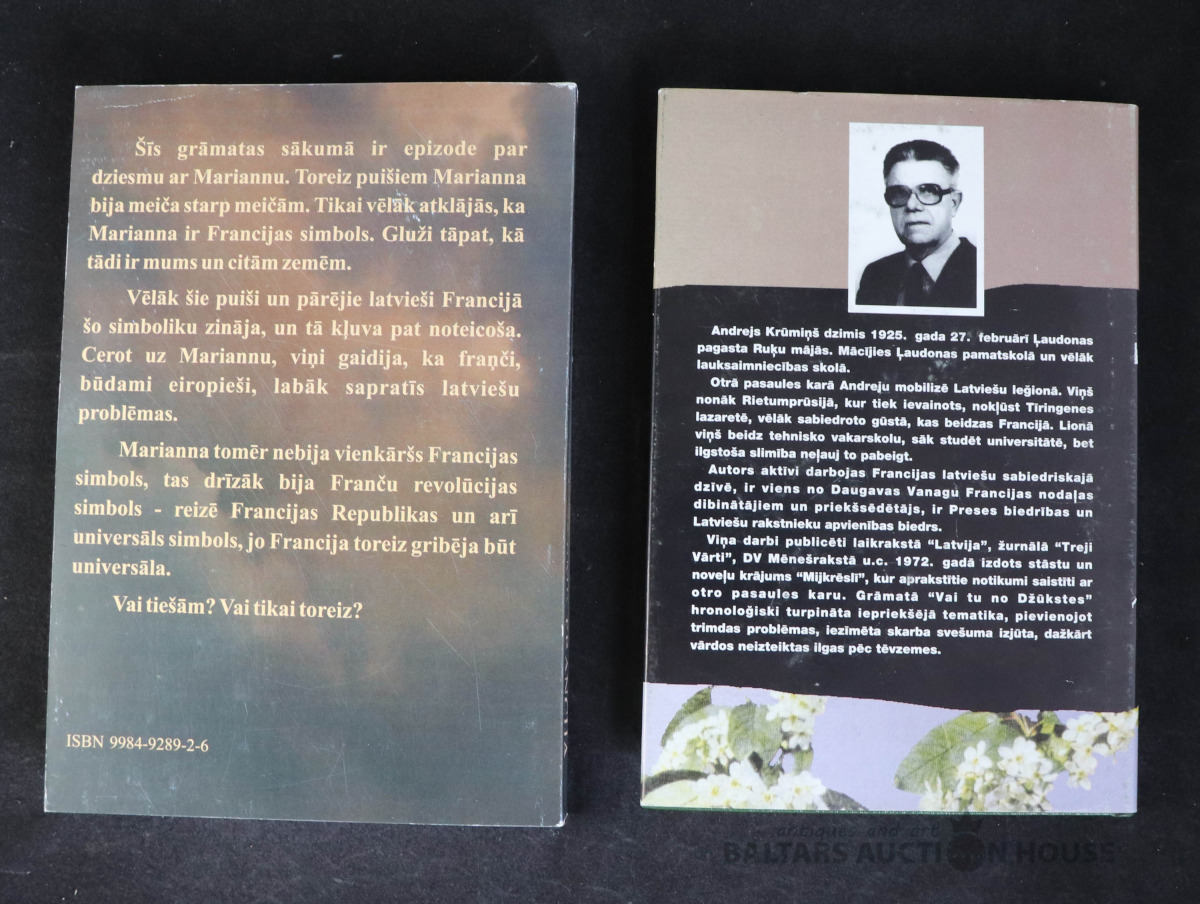 Šīs grāmatas sākumā ir epizode par
dziesmu ar Mariannu. Toreiz puišiem Marianna
bija meiča starp meičām. Tikai vēlāk atklājās, ka
Marianna ir Francijas simbols. Gluži tāpat, kā
tādi ir mums un citām zemēm.
Vēlāk šie puiši un pārējie latvieši Francijā
šo simboliku zināja, un tā kļuva pat noteicoša.
Cerot uz Mariannu, viņi gaidija, ka franči,
būdami eiropieši, labāk sapratīs latviešu
problēmas.
Marianna tomēr nebija vienkāršs Francijas
simbols, tas drīzāk bija Franču revolūcijas
simbols - reizē Francijas Republikas un arī
universāls simbols, jo Francija toreiz gribēja būt
universāla.
Vai tiešām? Vai tikai toreiz?
ISBN 9984-9289-2-6
Andrejs Krūmiņš dzimis 1925. gada 27. februārī Ļaudonas
pagasta Ruķu mājās. Mācījies Ļaudonas pamatskolā un vēlāk
lauksaimniecības skolā.
Otrā pasaules karā Andreju mobilizē Latviešu leģionā. Viņš
nonāk Rietumprūsijā, kur tiek ievainots, nokļūst Tīringenes
lazaretē, vēlāk sabiedroto gūstā, kas beidzas Francijā. Lionā
viņš beidz tehnisko vakarskolu, sāk studēt universitātē, bet
ilgstoša slimība neļauj to pabeigt.
Autors aktīvi darbojas Francijas latviešu sabiedriskajā
dzīvē, ir viens no Daugavas Vanagu Francijas nodaļas
dibinātājiem un priekšsēdētājs, ir Preses biedrības un
Latviešu rakstnieku apvienības biedrs.
Viņa darbi publicēti laikrakstā “Latvija”, žurnālā “Treji
Vārti”, DV Mēnešrakstā u.c. 1972. gadā izdots stāstu un
noveļu krājums “Mijkrēslī”, kur aprakstītie notikumi saistīti ar
otro pasaules karu. Grāmatā “Vai tu no Džūkstes”
hronoloģiski turpināta iepriekšējā tematika, pievienojot
trimdas problēmas, iezīmēta skarba svešuma izjūta, dažkārt
vārdos neizteiktas ilgas pēc tēvzemes.
antiques and art
BALTARS AUCTION HOUSE